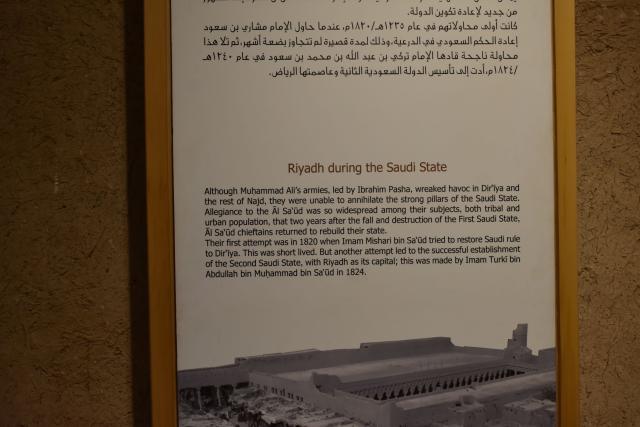 من جديد لإعادة تكوين الدولة.
كانت أولى محاولاتهم في عام ١٢٣٥هـ/١٨٢٠م، عندما حاول الإمام مشاري بن سعود
إعادة الحكم السعودي في الدرعية، وذلك لمدة قصيرة لم تتجاوز بضعة أشهر، ثم تلا هذا
محاولة ناجحة قادها الإمام تركي بن عبد الله بن محمد بن سعود في عام ١٢٤٠هـ
/١٨٢٤م، أدت إلى تأسيس الدولة السعودية الثانية وعاصمتها الرياض.
Riyadh during the Saudi State
Although Muḥammad Ali's armies, led by Ibrahim Pasha, wreaked havoc in Dir'īya and
the rest of Najd, they were unable to annihilate the strong pillars of the Saudi State.
Allegiance to the Āl Sa'ūd was so widespread among their subjects, both tribal and
urban population, that two years after the fall and destruction of the First Saudi State,
Āl Sa'ūd chieftains returned to rebuild their state.
Their first attempt was in 1820 when Imam Mishari bin Sa'ūd tried to restore Saudi rule
to Dir'īya. This was short lived. But another attempt led to the successful establishment
of the Second Saudi State, with Riyadh as its capital; this was made by Imam Turkī bin
Abdullah bin Muḥammad bin Sa'ūd in 1824.